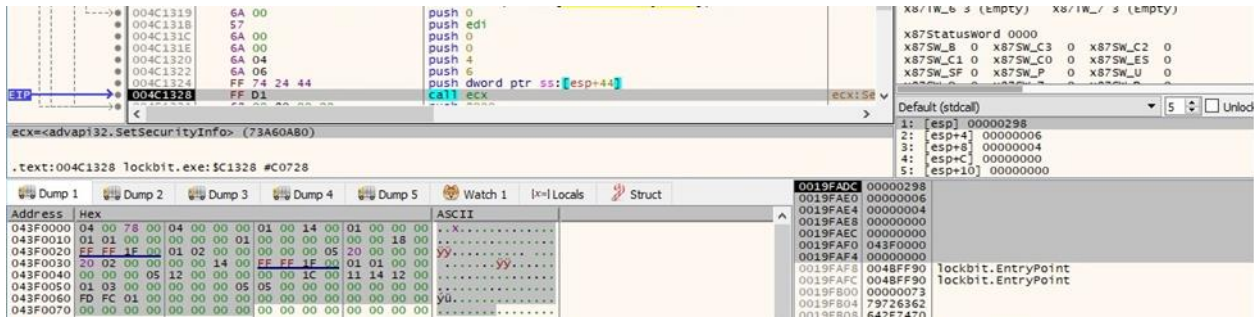 x87TW_6 3 (Empty) x87TW_7 3 (Empty)
x87StatusWord 0000
x87SW_B 0 x87SW_C3 0 x87SW_C2 0
x87SW_C1 0 x87SW_C0 0 x87SW_ES 0
x87SW_SF 0 x87SW_P 0 x87SW_U 0
004C1319 6A 00 push 0
004C131B 57 push edi
004C131C 6A 00 push 0
004C131E 6A 00 push 0
004C1320 6A 04 push 4
004C1322 6A 06 push 6
004C1324 FF 74 24 44 push dword ptr ss:[esp+44]
EIP 004C1328 FF D1 call ecx ecx:Se
Default (stdcall) 5 Unlock
1: [esp] 00000298
2: [esp+4] 00000006
3: [esp+8] 00000004
4: [esp+C] 00000000
5: [esp+10] 00000000
ecx=<advapi32.SetSecurityInfo> (73A60AB0)
.text:004C1328 lockbit.exe:$C1328 #C0728
Dump 1 Dump 2 Dump 3 Dump 4 Dump 5 Watch 1 [x=] Locals Struct
Address Hex ASCII
043F0000 04 00 78 00 04 00 00 00 01 00 14 00 01 00 00 00 ..x.............
043F0010 01 01 00 00 00 00 00 01 00 00 00 00 00 00 18 00 ................
043F0020 FF FF 1F 00 01 02 00 00 00 00 00 05 20 00 00 00 ÿÿ.......... ...
043F0030 20 02 00 00 00 00 14 00 FF FF 1F 00 01 01 00 00 .......ÿÿ......
043F0040 00 00 00 05 12 00 00 00 00 00 1C 00 11 14 12 00 ................
043F0050 01 03 00 00 00 00 00 05 05 00 00 00 00 00 00 00 ................
043F0060 FD FC 01 00 00 00 00 00 00 00 00 00 00 00 00 00 ýü..............
043F0070 00 00 00 00 00 00 00 00 00 00 00 00 00 00 00 00 ................
0019FADC 00000298
0019FAE0 00000006
0019FAE4 00000004
0019FAE8 00000000
0019FAEC 00000000
0019FAF0 043F0000
0019FAF4 00000000
0019FAF8 004BFF90 lockbit.EntryPoint
0019FAFC 004BFF90 lockbit.EntryPoint
0019FB00 00000073
0019FB04 79726362
0019FB08 642E7470